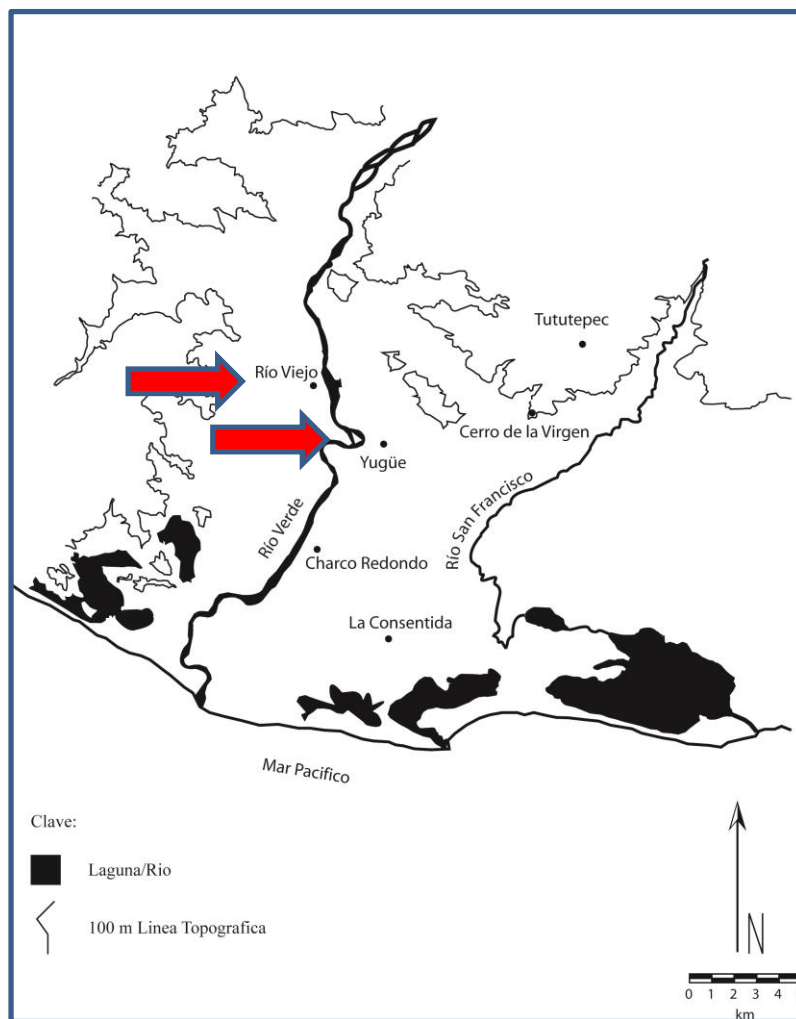 Tututepec
Río Viejo
Cerro de la Virgen
Yugüe
Río San Francisco
Río Verde
Charco Redondo
La Consentida
Mar Pacifico
Clave:
Laguna/Rio
100 m Linea Topografica
N
0 1 2 3 4
km